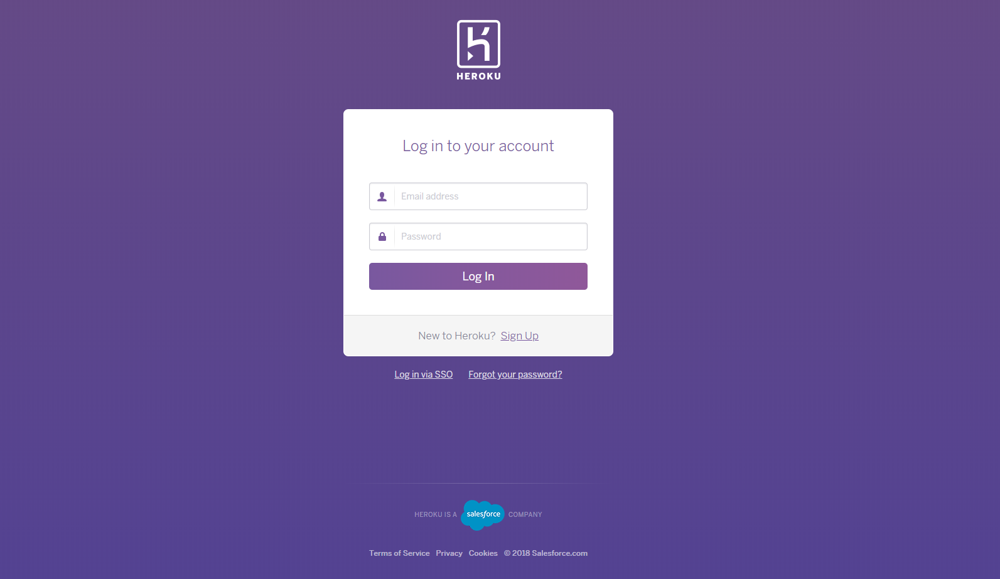 HEROKU
Log in to your account
Email address
Password
Log In
New to Heroku? Sign Up
Log in via SSO Forgot your password?
HEROKU IS A salesforce COMPANY
Terms of Service Privacy Cookies © 2018 Salesforce.com